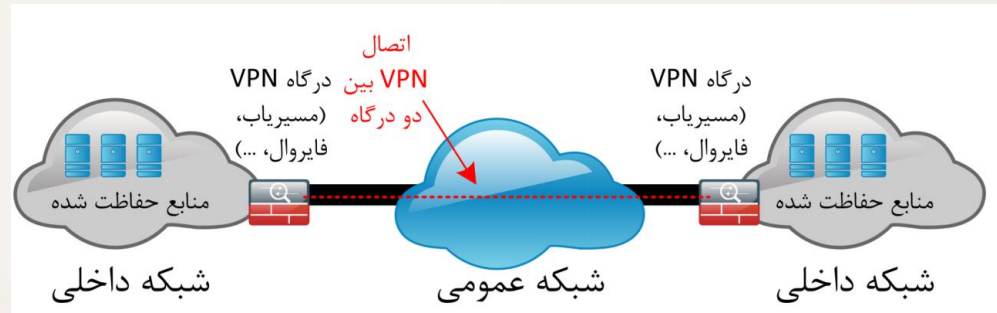 اتصال
VPN بین
دو درگاه
درگاه VPN
(مسیریاب،
فایروال، ...)
درگاه VPN
(مسیریاب،
فایروال، ...)
منابع حفاظت شده
منابع حفاظت شده
شبکه داخلی
شبکه عمومی
شبکه داخلی